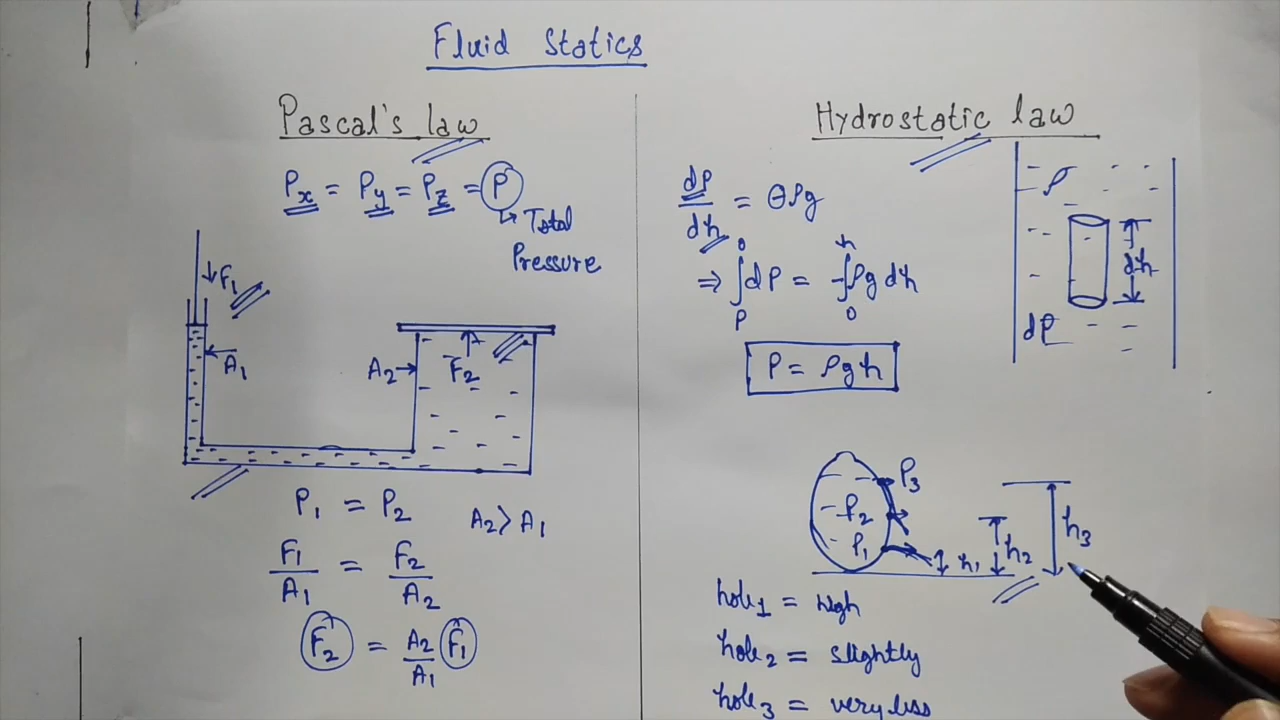 Fluid Statics
Pascal's law
Px = Py = Pz = P
Total
Pressure
F1
A1
A2
F2
P1 = P2
A2 > A1
F1/A1 = F2/A2
F2 = A2/A1 F1
Hydrostatic law
dP/dh = ⊖ρg
⇒ ∫ dP = -∫ ρg dh
P
0
0
h
P = ρgh
ρ
dh
dP
P3
P2
P1
h1
h2
h3
hole1 = high
hole2 = slightly
hole3 = very less